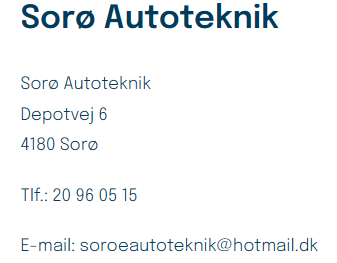 Sorø Autoteknik
Sorø Autoteknik
Depotvej 6
4180 Sorø
Tlf.: 20 96 05 15
E-mail: soroeautoteknik@hotmail.dk